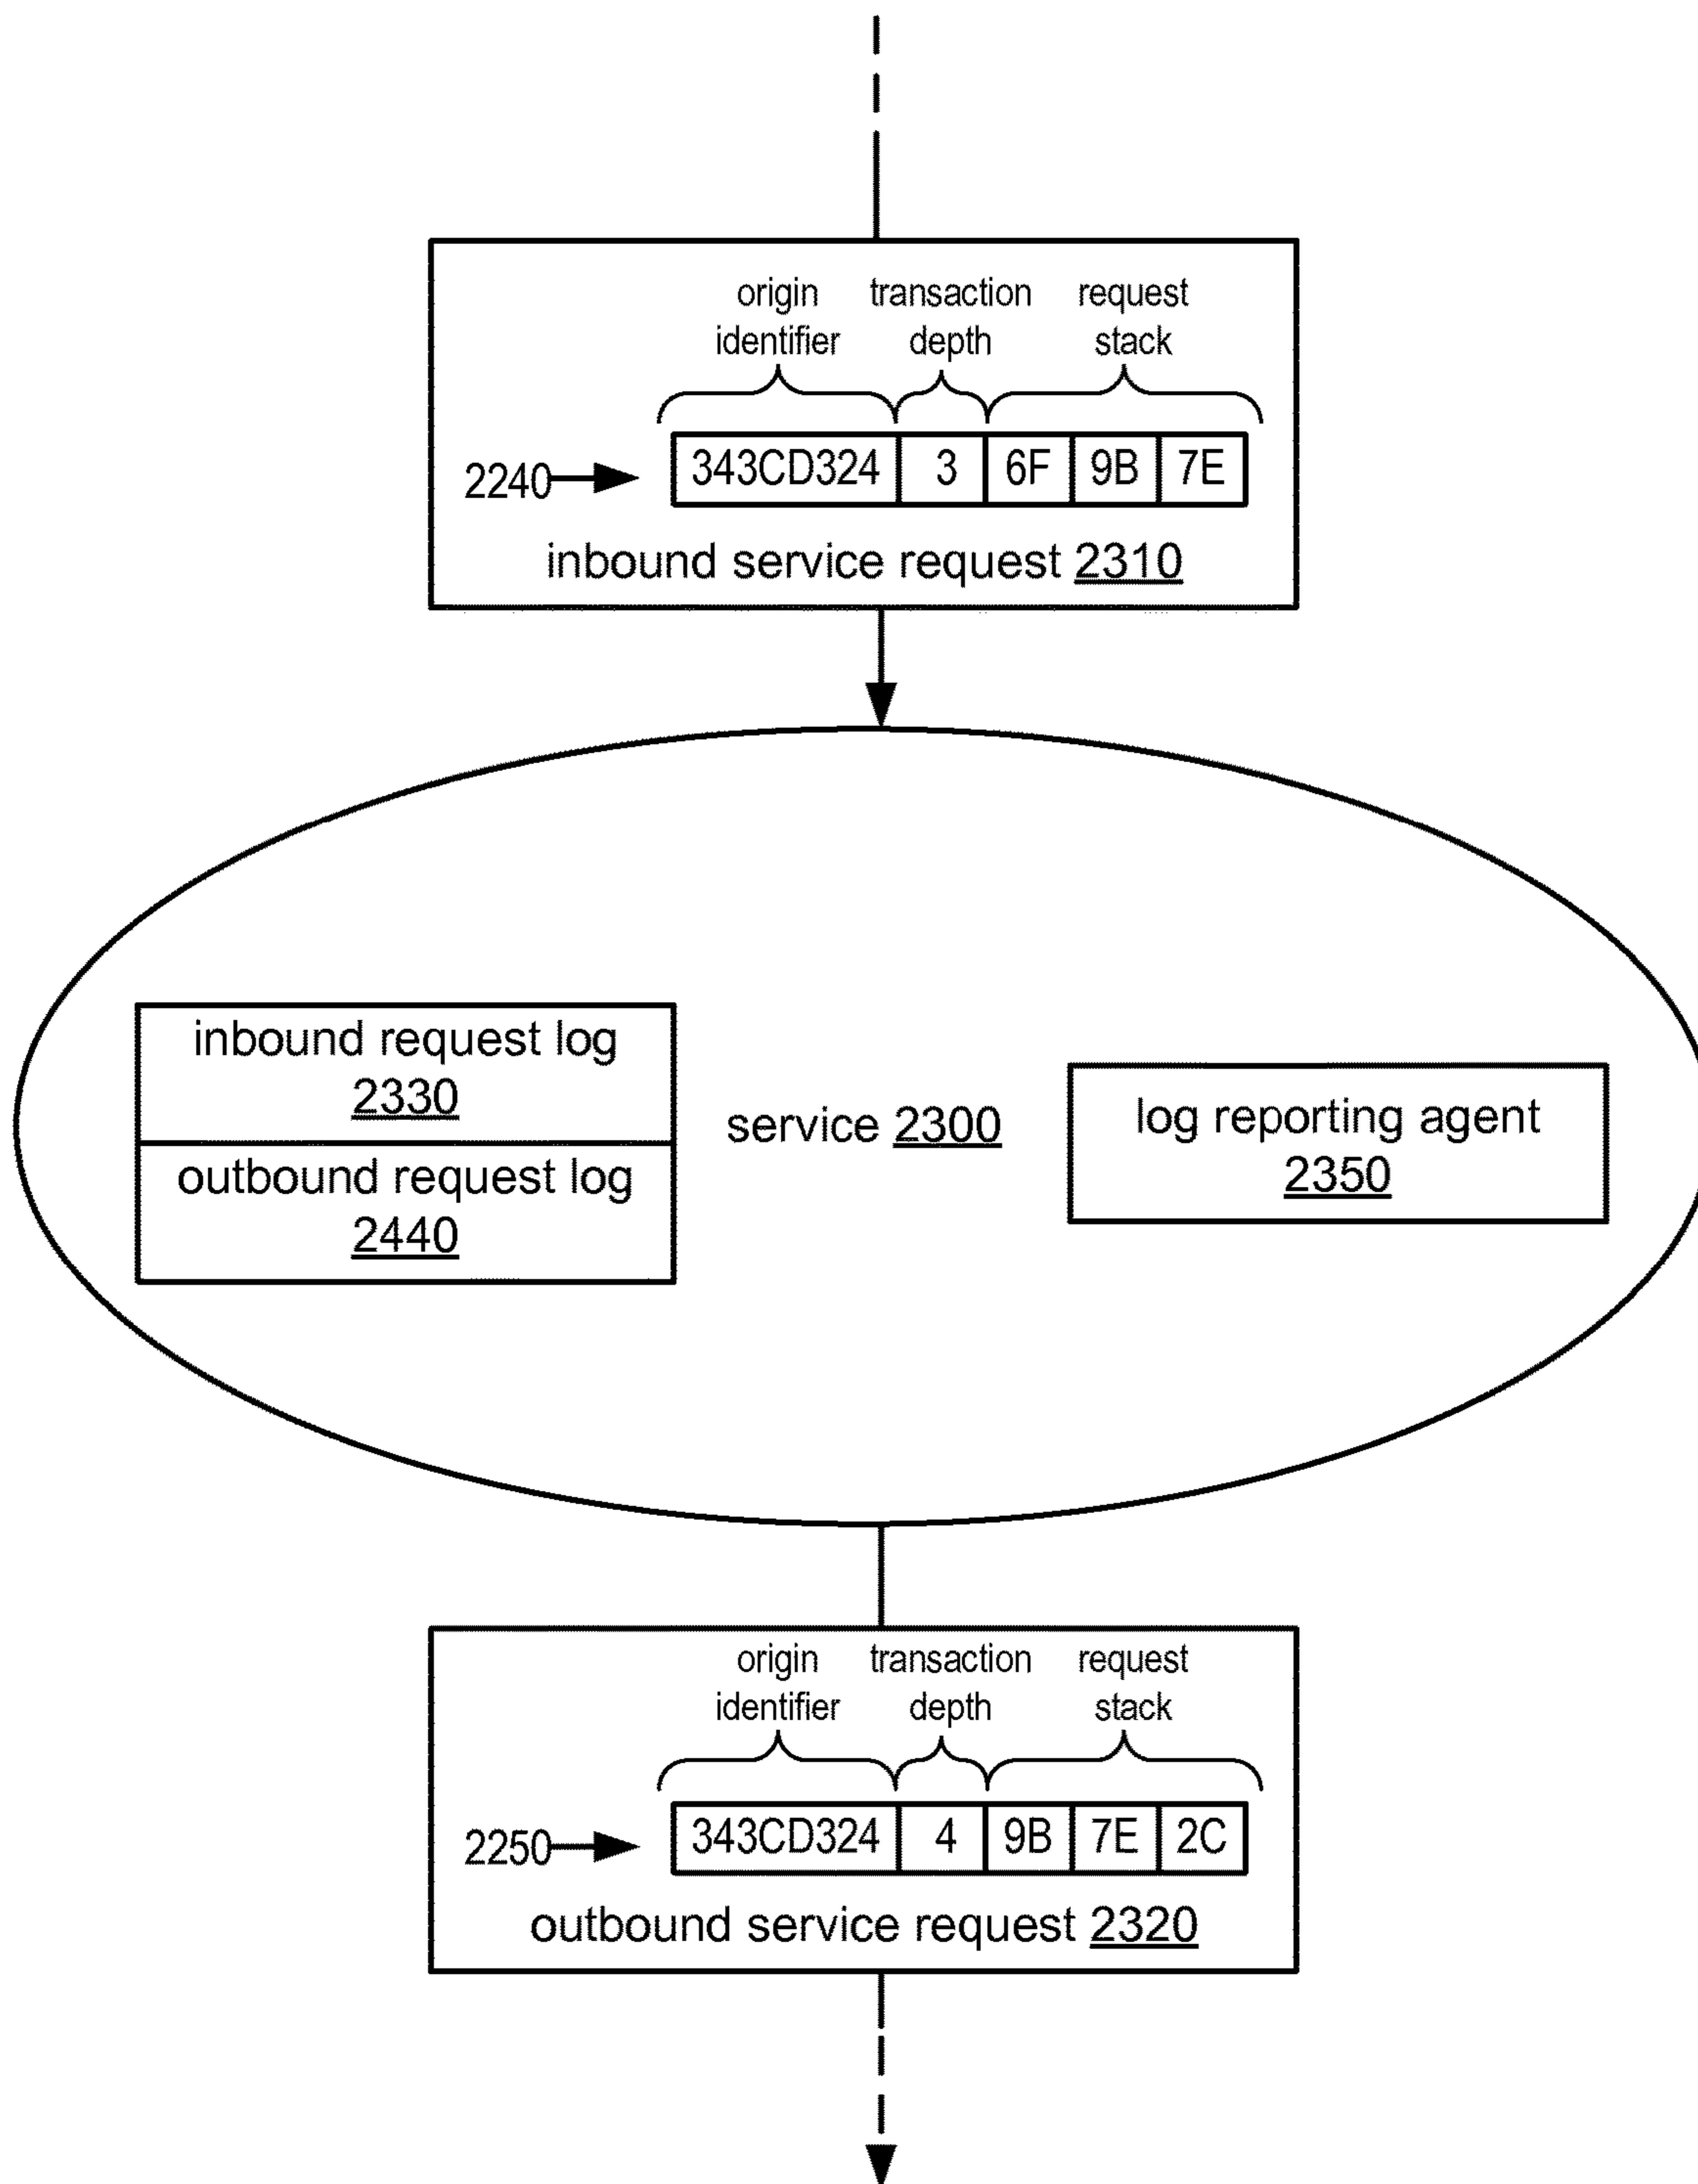 origin transaction request
identifier depth stack
2240 343CD324 3 6F 9B 7E
inbound service request 2310
inbound request log
2330
outbound request log
2440
service 2300
log reporting agent
2350
origin transaction request
identifier depth stack
2250 343CD324 4 9B 7E 2C
outbound service request 2320